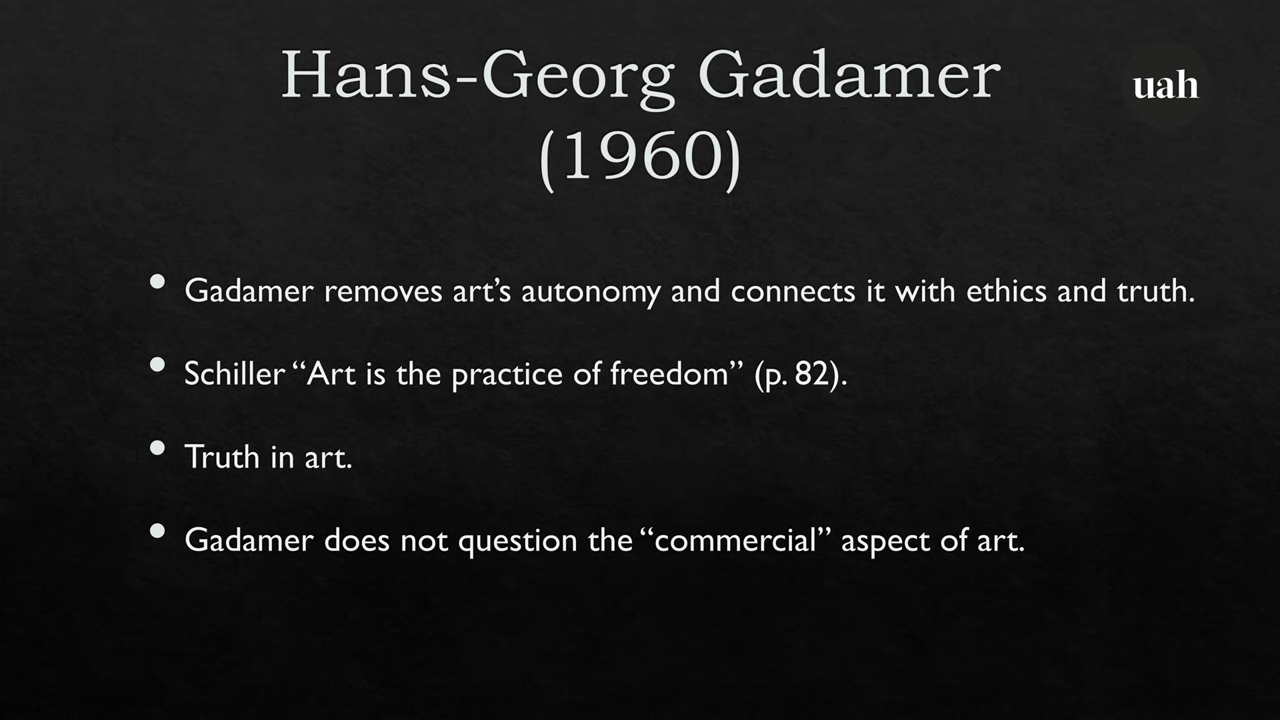 Hans-Georg Gadamer
(1960)
uah
• Gadamer removes art’s autonomy and connects it with ethics and truth.
• Schiller “Art is the practice of freedom” (p. 82).
• Truth in art.
• Gadamer does not question the “commercial” aspect of art.